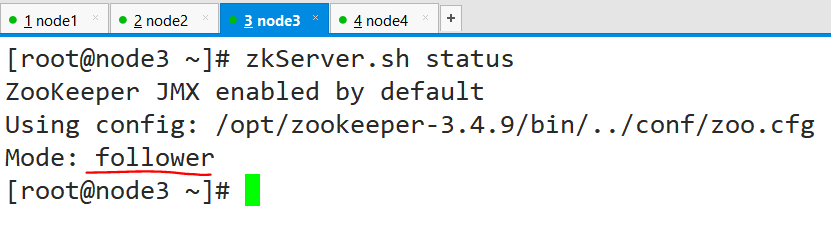 1 node1 × 2 node2 × 3 node3 × 4 node4 × +
[root@node3 ~]# zkServer.sh status
ZooKeeper JMX enabled by default
Using config: /opt/zookeeper-3.4.9/bin/../conf/zoo.cfg
Mode: follower
[root@node3 ~]#